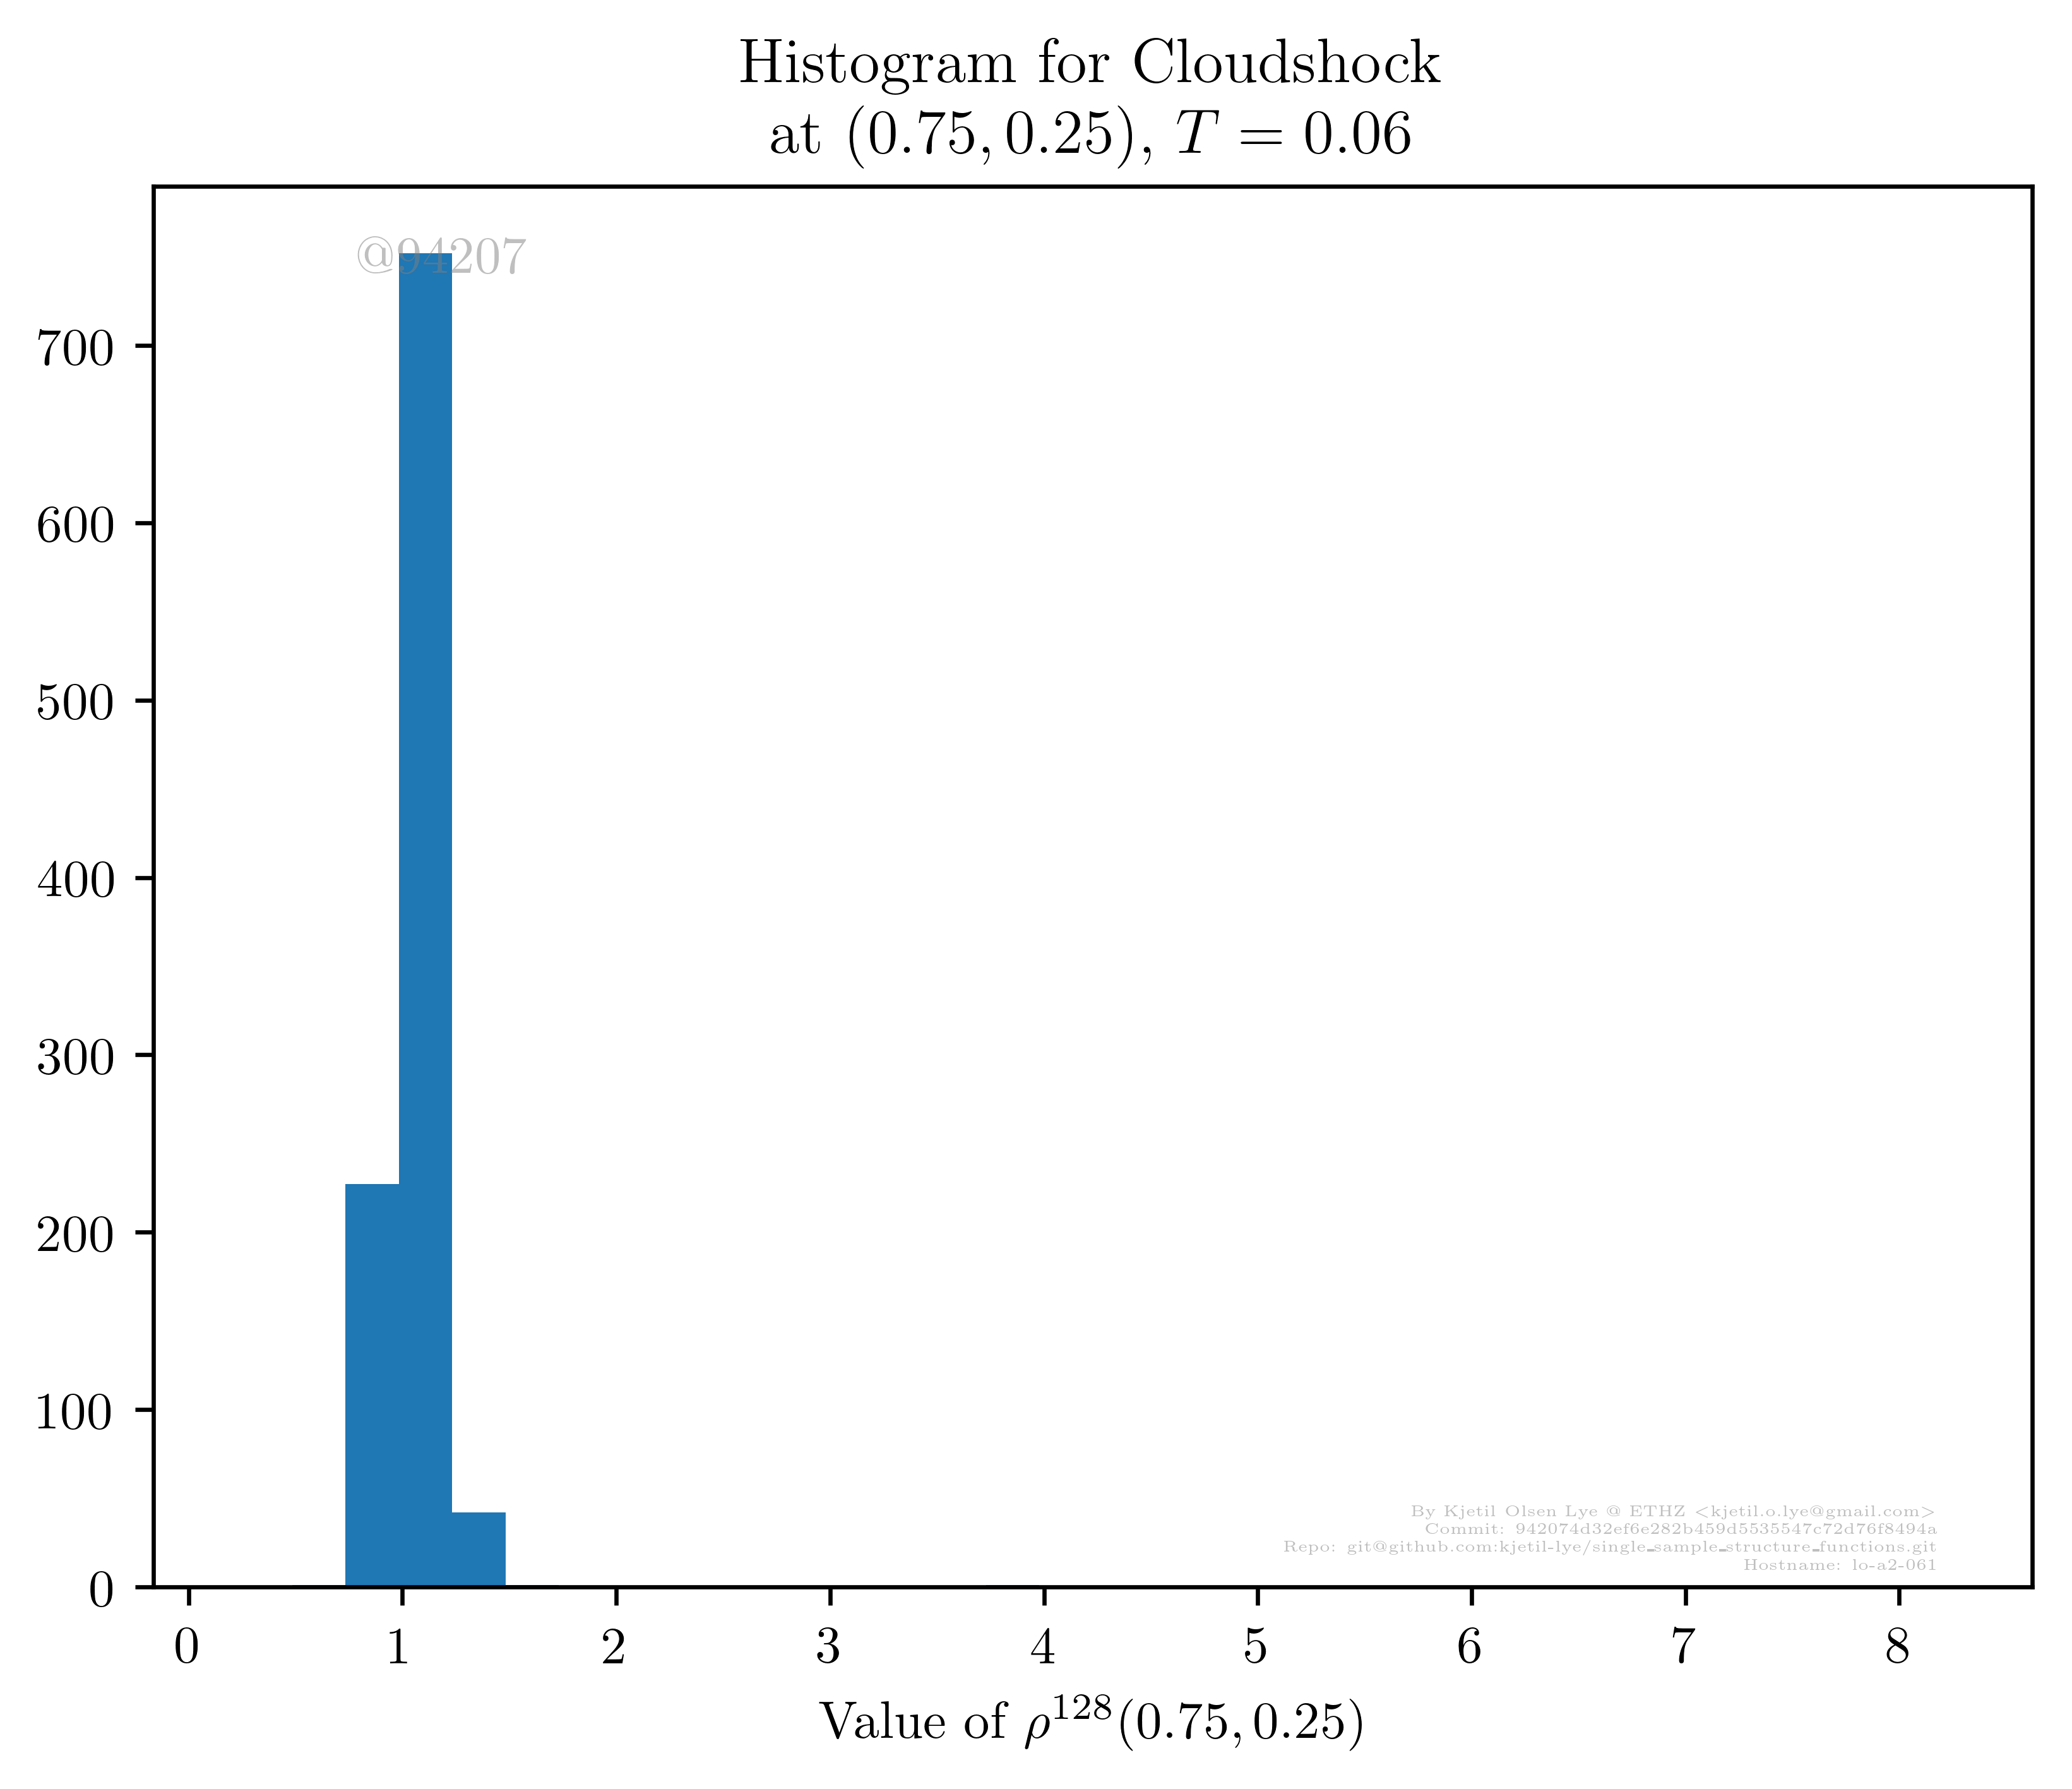 Histogram for Cloudshock
at (0.75, 0.25), T = 0.06
@94207
700
600
500
400
300
200
100
0
By Kjetil Olsen Lye @ ETHZ <kjetil.o.lye@gmail.com>
Commit: 942074d32ef6e282b459d5535547c72d76f8494a
Repo: git@github.com:kjetil-lye/single_sample_structure_functions.git
Hostname: lo-a2-061
0 1 2 3 4 5 6 7 8
Value of ρ¹²⁸(0.75, 0.25)